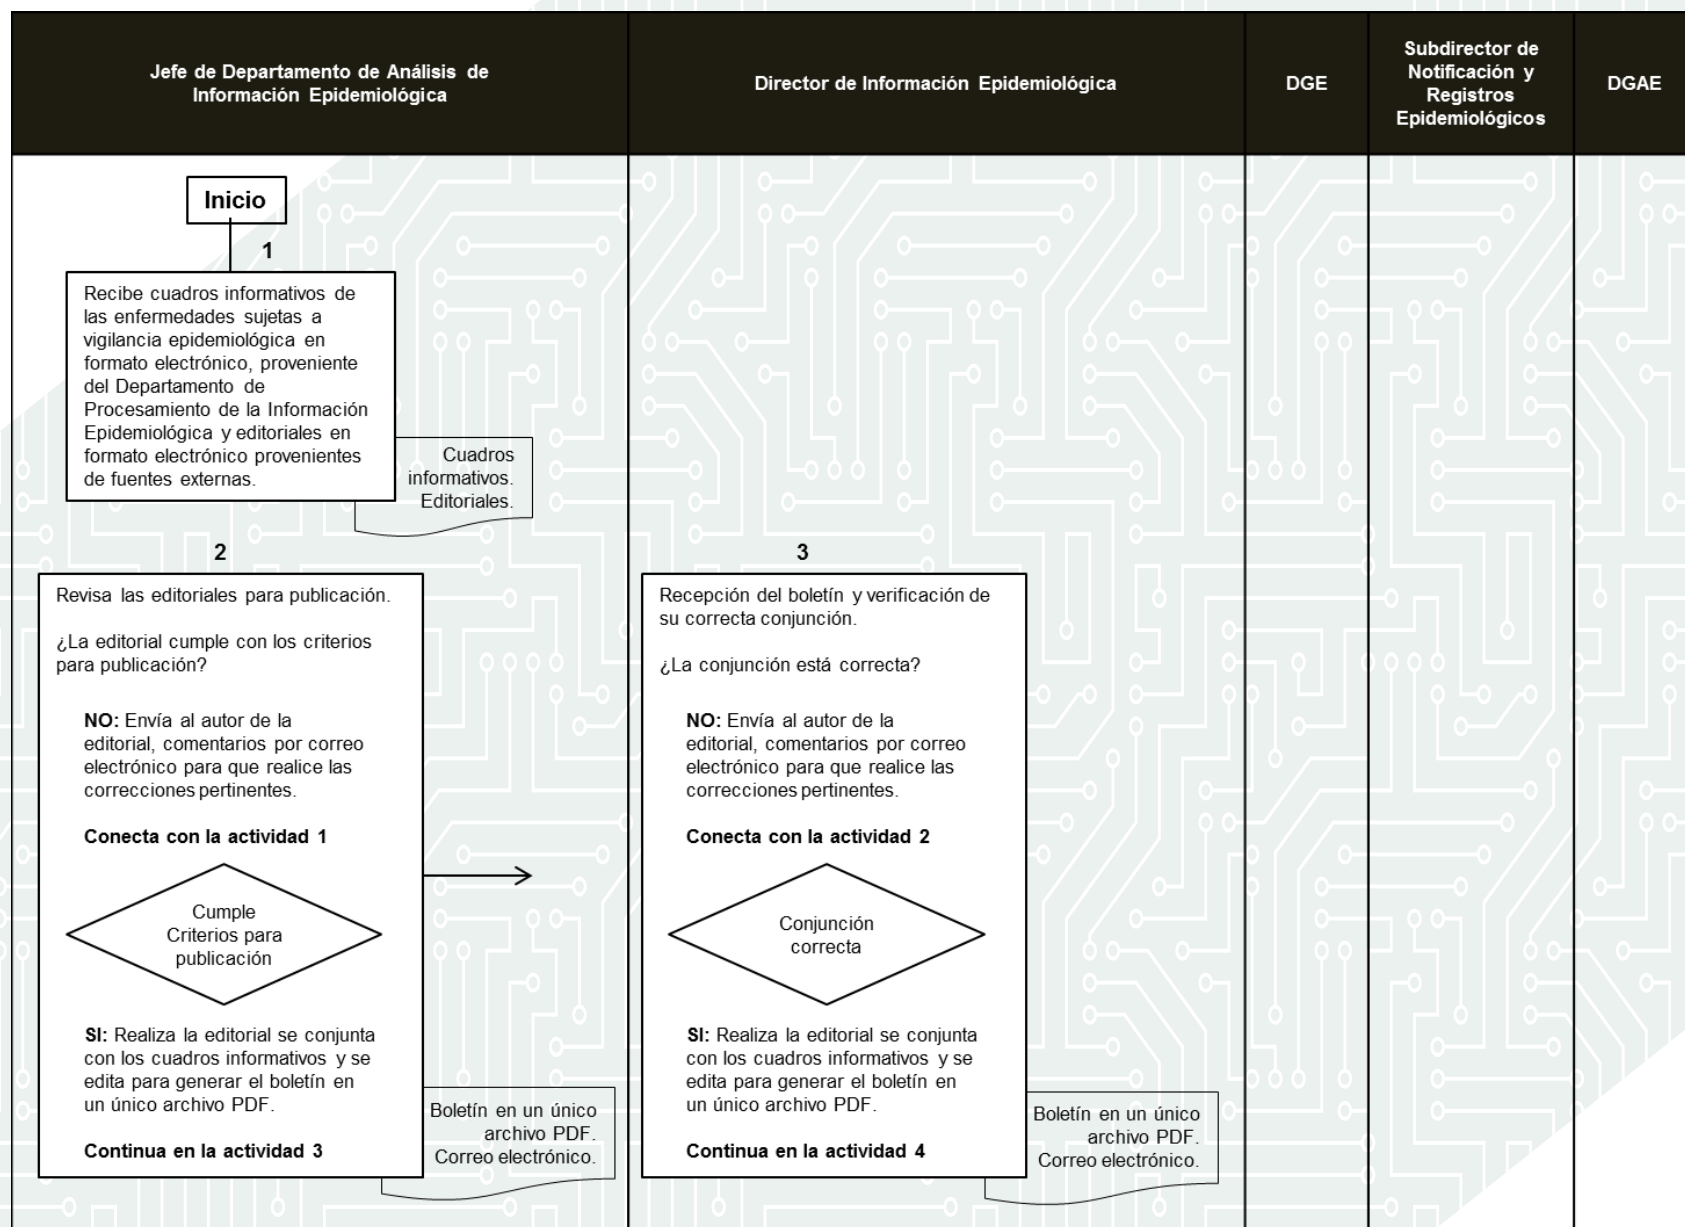 Jefe de Departamento de Análisis de
Información Epidemiológica
Director de Información Epidemiológica
DGE
Subdirector de
Notificación y
Registros
Epidemiológicos
DGAE
Inicio
1
Recibe cuadros informativos de
las enfermedades sujetas a
vigilancia epidemiológica en
formato electrónico, proveniente
del Departamento de
Procesamiento de la Información
Epidemiológica y editoriales en
formato electrónico provenientes
de fuentes externas.
Cuadros
informativos.
Editoriales.
2
Revisa las editoriales para publicación.
¿La editorial cumple con los criterios
para publicación?
NO: Envía al autor de la
editorial, comentarios por correo
electrónico para que realice las
correcciones pertinentes.
Conecta con la actividad 1
Cumple
Criterios para
publicación
SI: Realiza la editorial se conjunta
con los cuadros informativos y se
edita para generar el boletín en
un único archivo PDF.
Continua en la actividad 3
Boletín en un único
archivo PDF.
Correo electrónico.
3
Recepción del boletín y verificación de
su correcta conjunción.
¿La conjunción está correcta?
NO: Envía al autor de la
editorial, comentarios por correo
electrónico para que realice las
correcciones pertinentes.
Conecta con la actividad 2
Conjunción
correcta
SI: Realiza la editorial se conjunta
con los cuadros informativos y se
edita para generar el boletín en
un único archivo PDF.
Continua en la actividad 4
Boletín en un único
archivo PDF.
Correo electrónico.